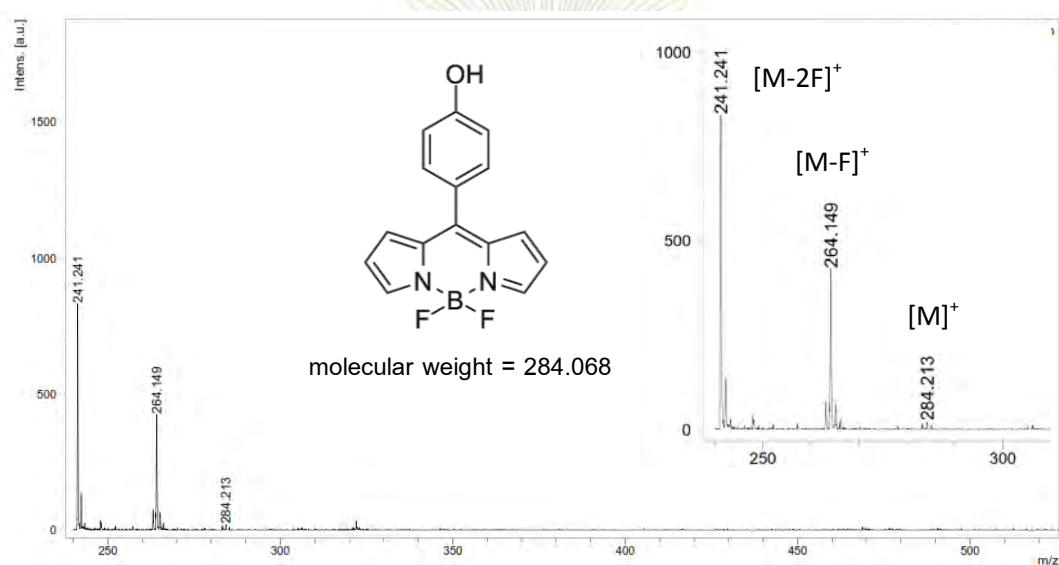 Intens. [a.u.]
1500
1000
500
0
241.241
264.149
284.213
250
300
350
400
450
500
m/z
OH
N
N
B
F
F
molecular weight = 284.068
1000
500
0
241.241
[M-2F]+
264.149
[M-F]+
284.213
[M]+
250
300